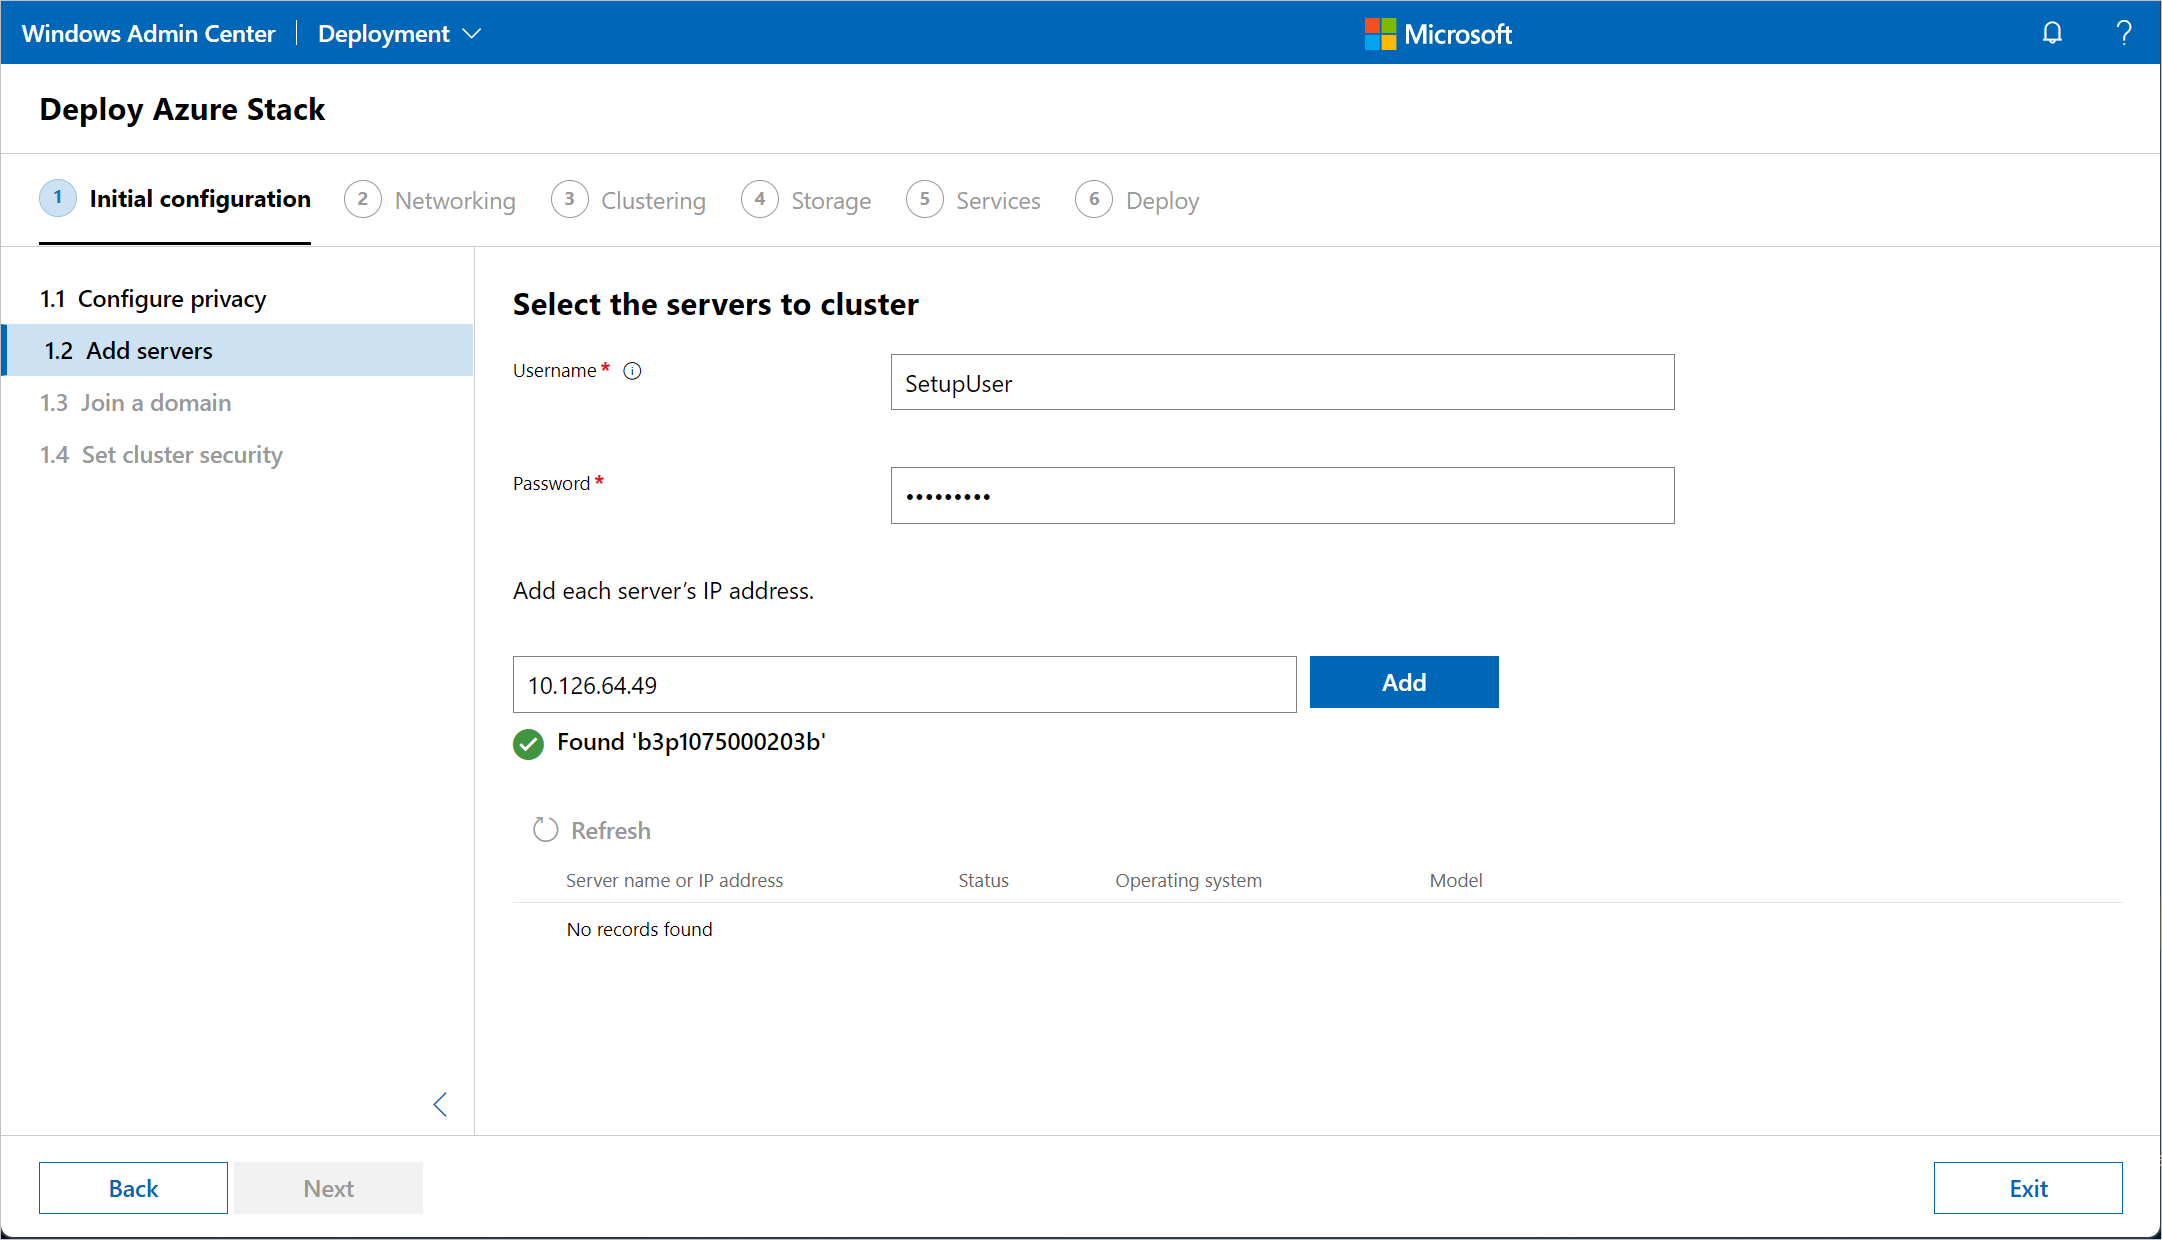 Windows Admin Center | Deployment
Microsoft
?
Deploy Azure Stack
1 Initial configuration
2 Networking
3 Clustering
4 Storage
5 Services
6 Deploy
1.1 Configure privacy
1.2 Add servers
1.3 Join a domain
1.4 Set cluster security
Select the servers to cluster
Username *
SetupUser
Password *
•••••••••
Add each server’s IP address.
10.126.64.49
Add
Found 'b3p1075000203b'
Refresh
Server name or IP address Status Operating system Model
No records found
Back
Next
Exit